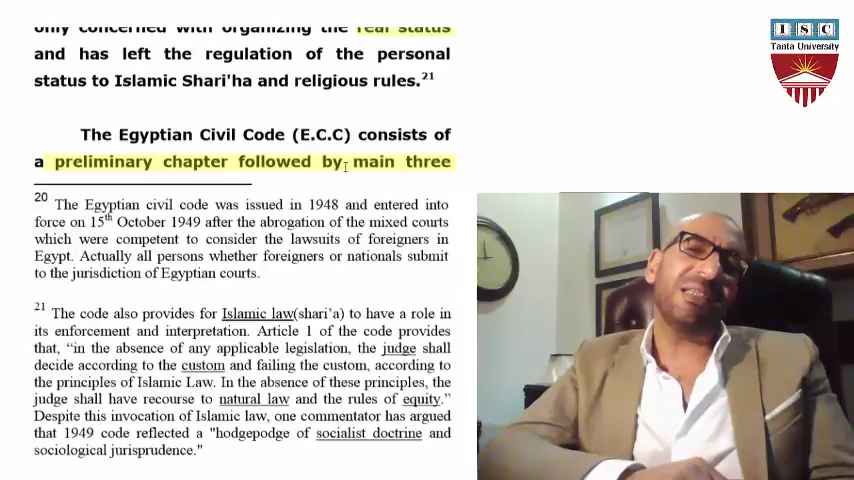 only concerned with organizing the real status
and has left the regulation of the personal
status to Islamic Shari'ha and religious rules.21
The Egyptian Civil Code (E.C.C) consists of
a preliminary chapter followed by main three
20 The Egyptian civil code was issued in 1948 and entered into
force on 15th October 1949 after the abrogation of the mixed courts
which were competent to consider the lawsuits of foreigners in
Egypt. Actually all persons whether foreigners or nationals submit
to the jurisdiction of Egyptian courts.
21 The code also provides for Islamic law(shari’a) to have a role in
its enforcement and interpretation. Article 1 of the code provides
that, “in the absence of any applicable legislation, the judge shall
decide according to the custom and failing the custom, according to
the principles of Islamic Law. In the absence of these principles, the
judge shall have recourse to natural law and the rules of equity.”
Despite this invocation of Islamic law, one commentator has argued
that 1949 code reflected a "hodgepodge of socialist doctrine and
sociological jurisprudence."
I S C
Tanta University